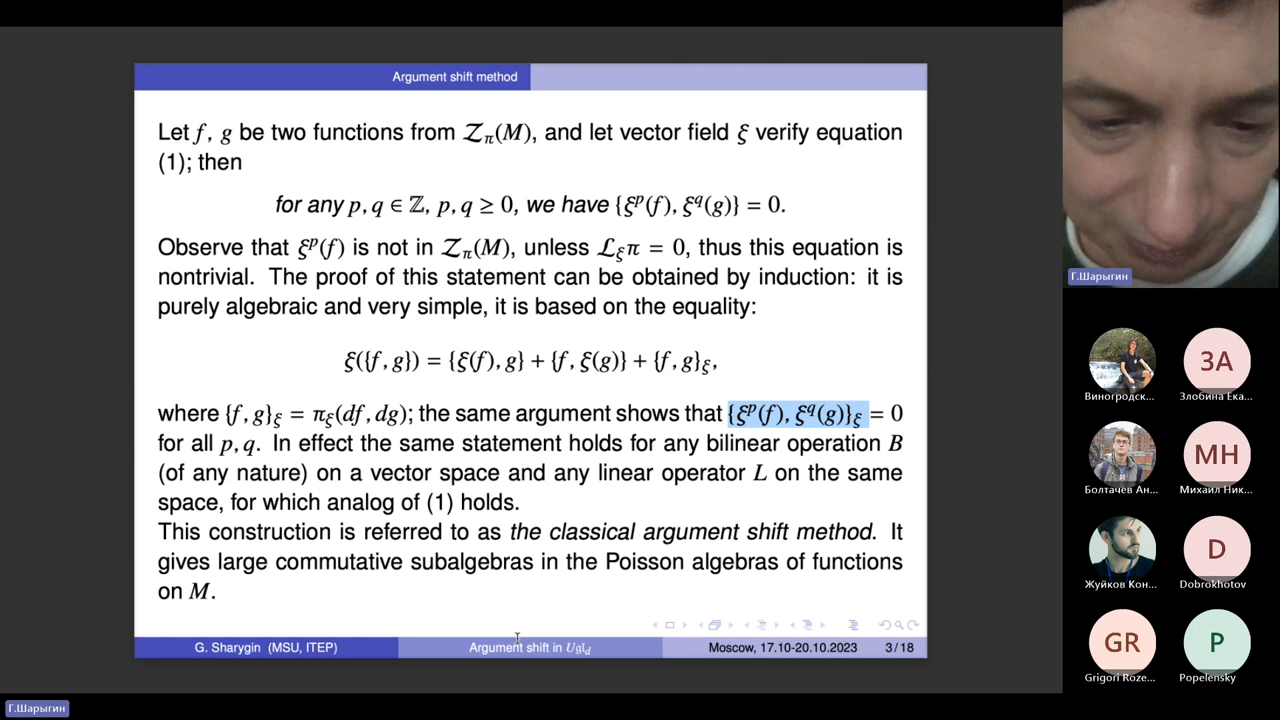 Argument shift method
Let f, g be two functions from 𝒵π(M), and let vector field ξ verify equation
(1); then
for any p, q ∈ ℤ, p, q ≥ 0, we have {ξ^p(f), ξ^q(g)} = 0.
Observe that ξ^p(f) is not in 𝒵π(M), unless ℒ_ξ π = 0, thus this equation is
nontrivial. The proof of this statement can be obtained by induction: it is
purely algebraic and very simple, it is based on the equality:
ξ({f, g}) = {ξ(f), g} + {f, ξ(g)} + {f, g}_ξ,
where {f, g}_ξ = π_ξ(df, dg); the same argument shows that {ξ^p(f), ξ^q(g)}_ξ = 0
for all p, q. In effect the same statement holds for any bilinear operation B
(of any nature) on a vector space and any linear operator L on the same
space, for which analog of (1) holds.
This construction is referred to as the classical argument shift method. It
gives large commutative subalgebras in the Poisson algebras of functions
on M.
G. Sharygin (MSU, ITEP) Argument shift in U𝔤𝔩_d Moscow, 17.10-20.10.2023 3/18
Г.Шарыгин
Г.Шарыгин
Виноградск...
ЗА
Злобина Ека...
Болтачев Ан...
МН
Михаил Ник...
Жуйков Кон...
D
Dobrokhotov
GR
Grigori Roze...
P
Popelensky